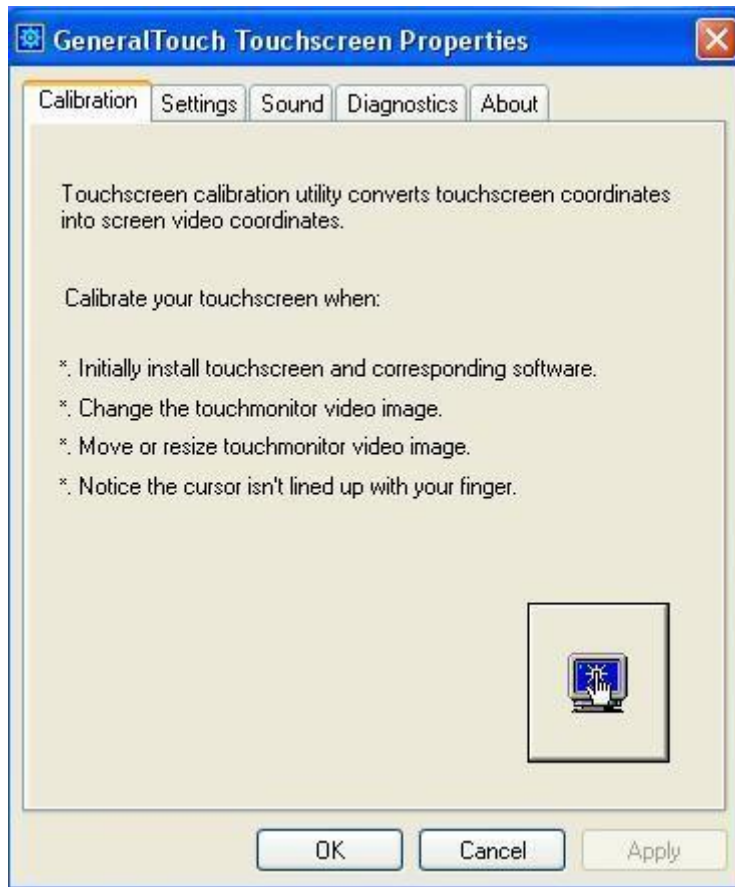 GeneralTouch Touchscreen Properties
Calibration Settings Sound Diagnostics About
Touchscreen calibration utility converts touchscreen coordinates
into screen video coordinates.
Calibrate your touchscreen when:
*. Initially install touchscreen and corresponding software.
*. Change the touchmonitor video image.
*. Move or resize touchmonitor video image.
*. Notice the cursor isn't lined up with your finger.
OK Cancel Apply